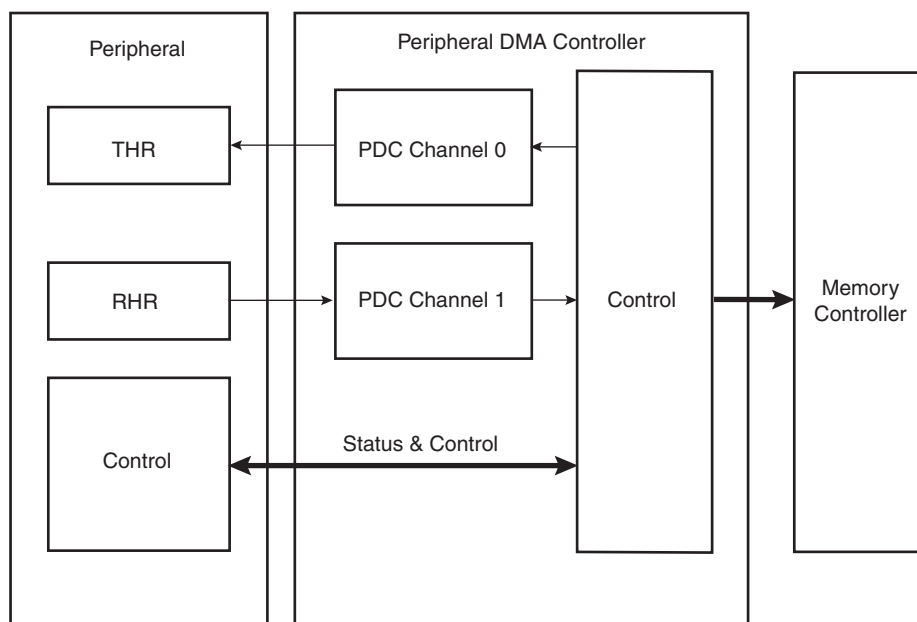 Peripheral
Peripheral DMA Controller
THR
PDC Channel 0
RHR
PDC Channel 1
Control
Memory
Controller
Control
Status & Control